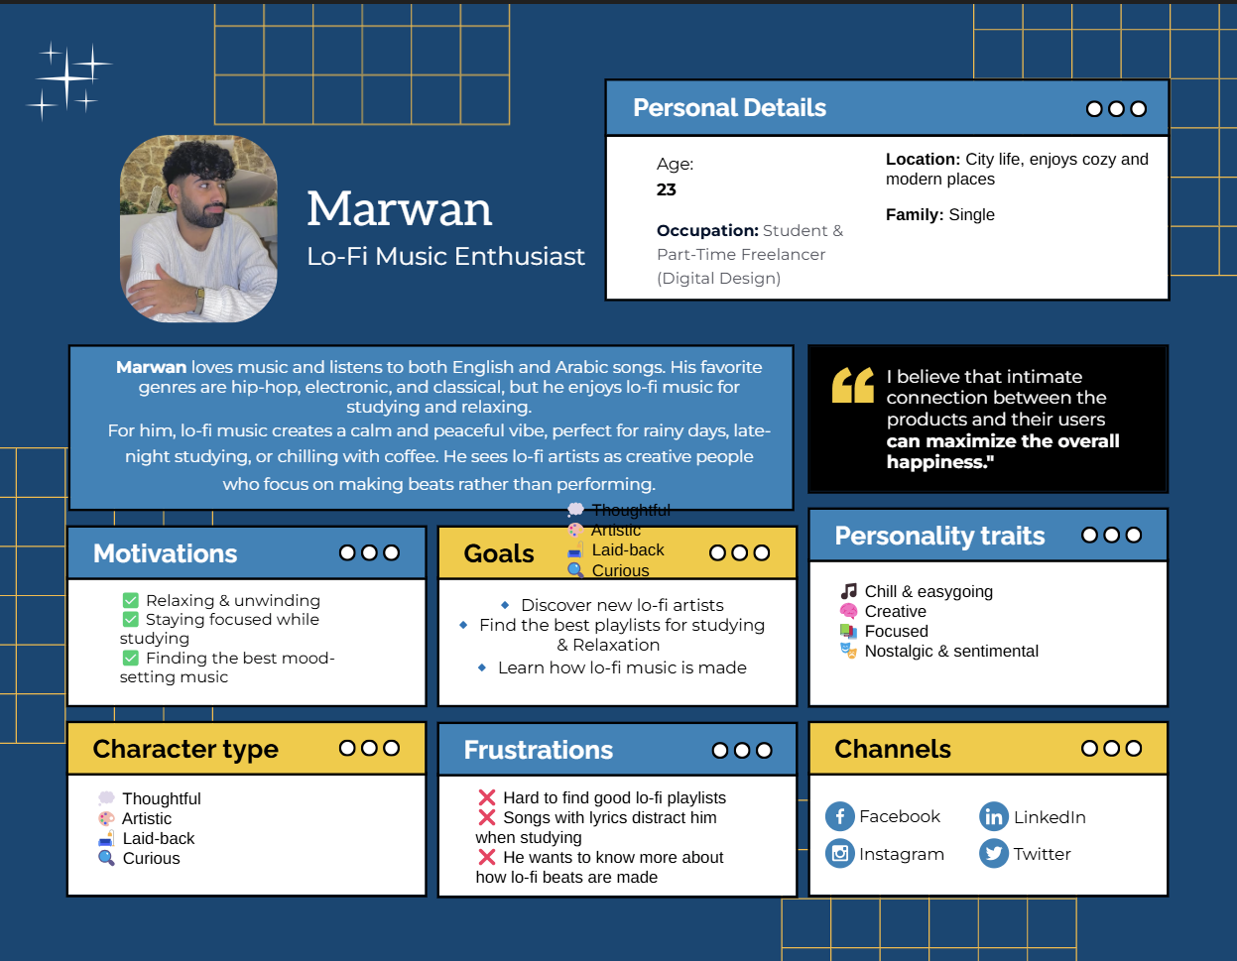 Personal Details
Age:
23
Occupation: Student &
Part-Time Freelancer
(Digital Design)
Location: City life, enjoys cozy and
modern places
Family: Single
Marwan
Lo-Fi Music Enthusiast
Marwan loves music and listens to both English and Arabic songs. His favorite
genres are hip-hop, electronic, and classical, but he enjoys lo-fi music for
studying and relaxing.
For him, lo-fi music creates a calm and peaceful vibe, perfect for rainy days, late-
night studying, or chilling with coffee. He sees lo-fi artists as creative people
who focus on making beats rather than performing.
I believe that intimate
connection between the
products and their users
can maximize the overall
happiness."
Motivations
✅ Relaxing & unwinding
✅ Staying focused while
studying
✅ Finding the best mood-
setting music
Goals
💭 Thoughtful
🎨 Artistic
🛋 Laid-back
🔍 Curious
🔹 Discover new lo-fi artists
🔹 Find the best playlists for studying
& Relaxation
🔹 Learn how lo-fi music is made
Personality traits
🎵 Chill & easygoing
🧠 Creative
📚 Focused
🎭 Nostalgic & sentimental
Character type
💭 Thoughtful
🎨 Artistic
🛋 Laid-back
🔍 Curious
Frustrations
❌ Hard to find good lo-fi playlists
❌ Songs with lyrics distract him
when studying
❌ He wants to know more about
how lo-fi beats are made
Channels
Facebook
LinkedIn
Instagram
Twitter